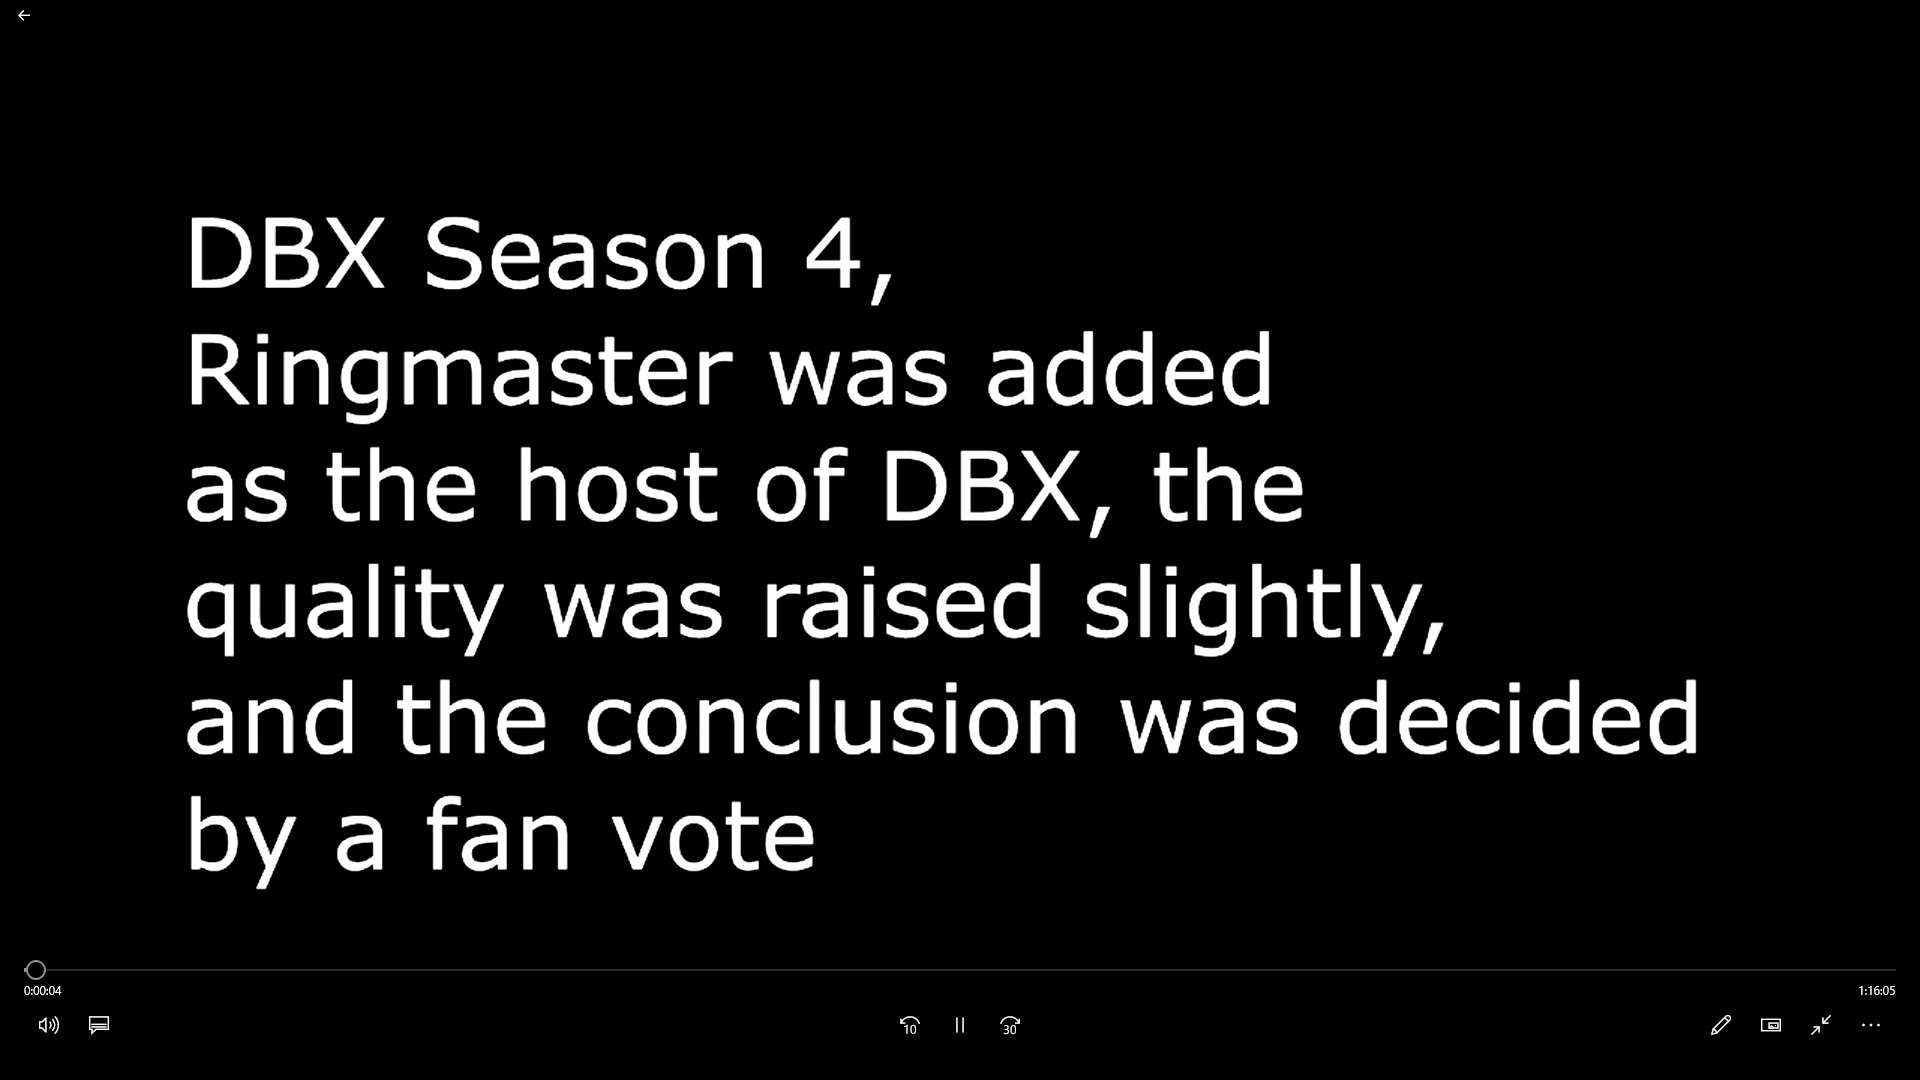 DBX Season 4,
Ringmaster was added
as the host of DBX, the
quality was raised slightly,
and the conclusion was decided
by a fan vote
0:00:04
1:16:05
10
30